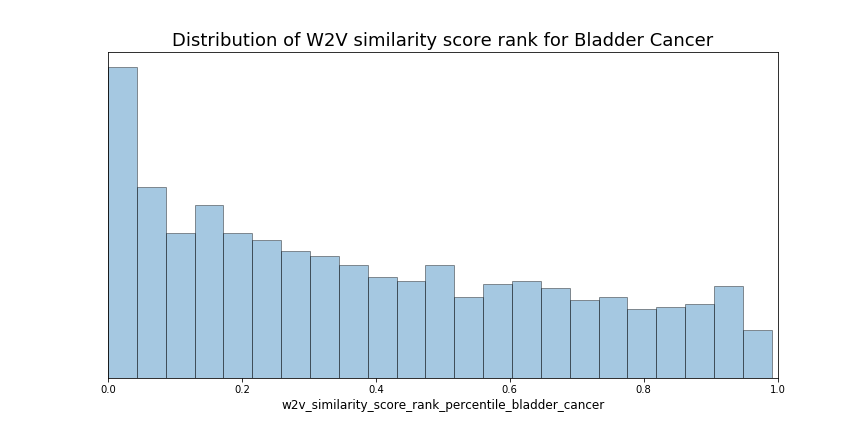 Distribution of W2V similarity score rank for Bladder Cancer
0.0 0.2 0.4 0.6 0.8 1.0
w2v_similarity_score_rank_percentile_bladder_cancer